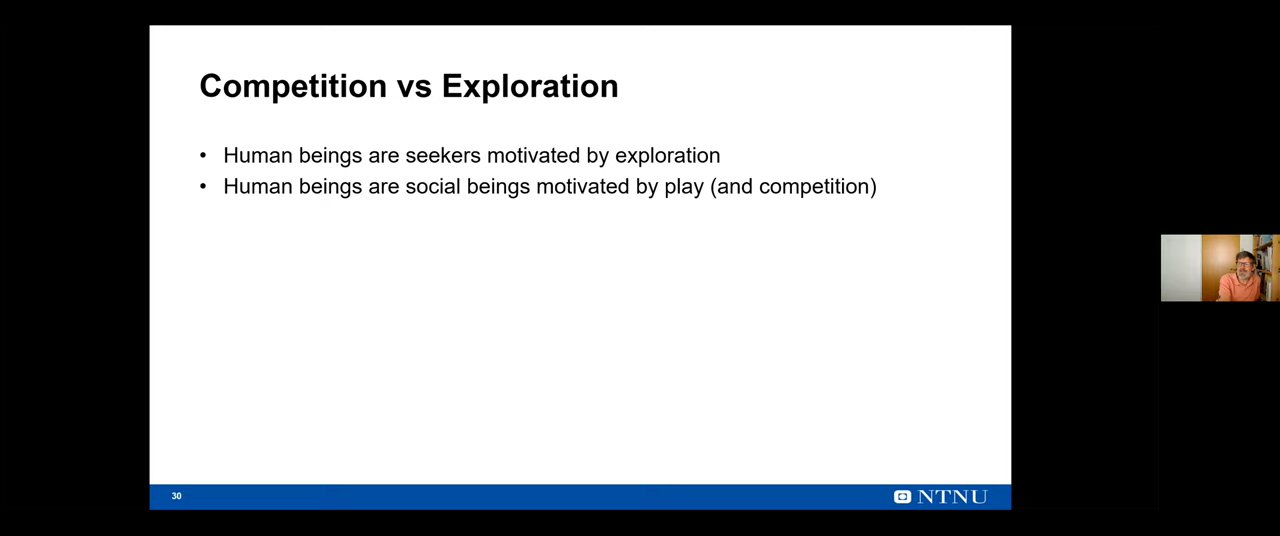 Competition vs Exploration
• Human beings are seekers motivated by exploration
• Human beings are social beings motivated by play (and competition)
30
NTNU